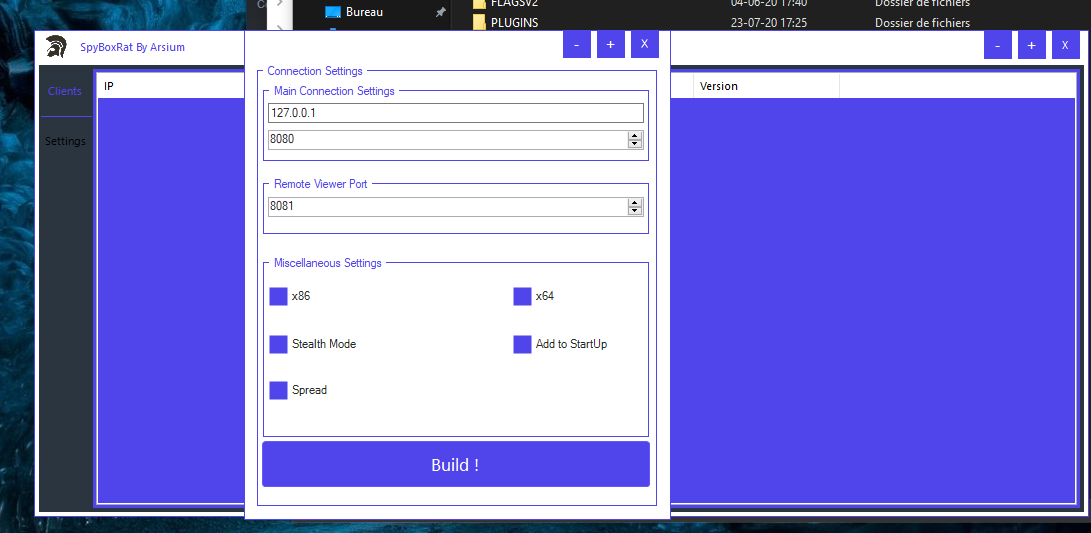 FLAGSV2 04-06-20 17:40 Dossier de fichiers
Bureau
PLUGINS 23-07-20 17:25 Dossier de fichiers
SpyBoxRat By Arsium
- + X
- + X
Clients
Settings
IP
Version
Connection Settings
Main Connection Settings
127.0.0.1
8080
Remote Viewer Port
8081
Miscellaneous Settings
x86 x64
Stealth Mode Add to StartUp
Spread
Build !